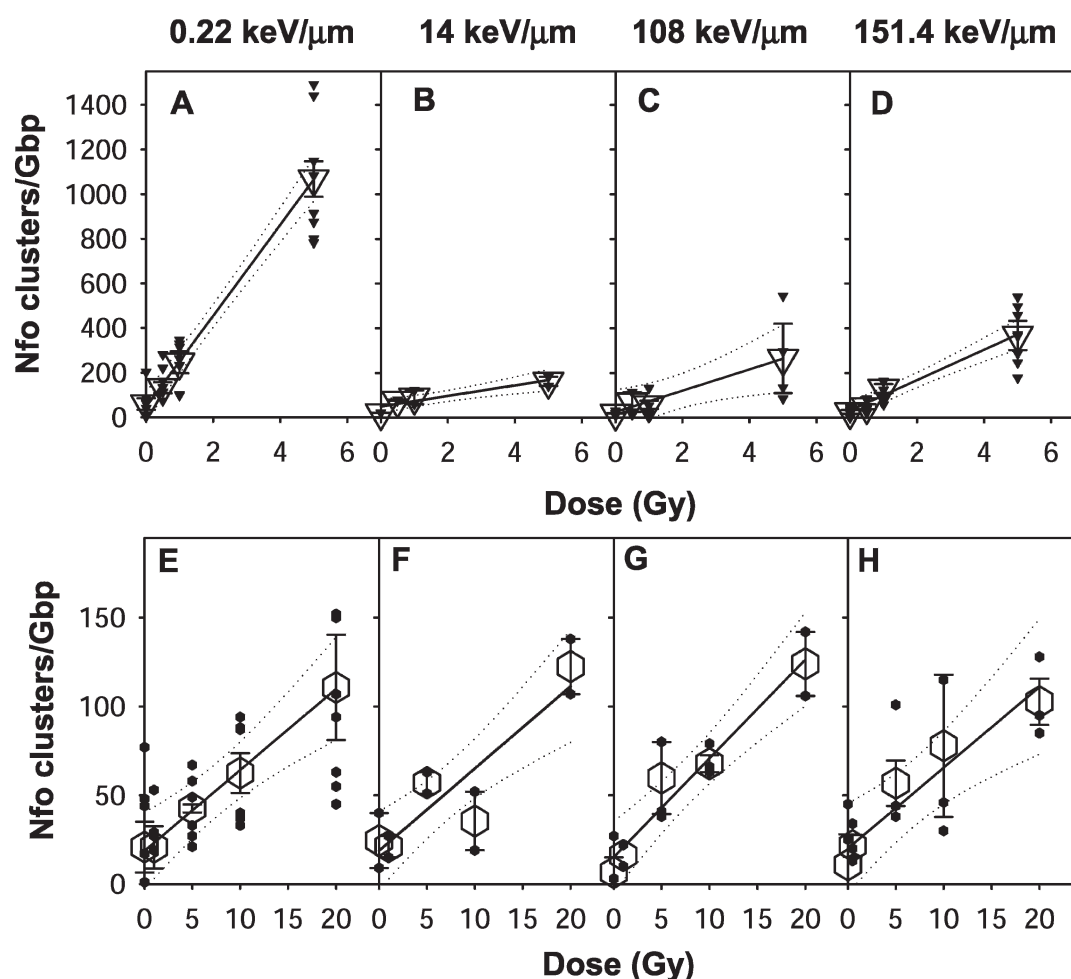 0.22 keV/μm 14 keV/μm 108 keV/μm 151.4 keV/μm
A B C D
Nfo clusters/Gbp
1400
1200
1000
800
600
400
200
0
0 2 4 6 0 2 4 6 0 2 4 6 0 2 4 6
Dose (Gy)
E F G H
Nfo clusters/Gbp
150
100
50
0
0 5 10 15 20 0 5 10 15 20 0 5 10 15 20 0 5 10 15 20
Dose (Gy)